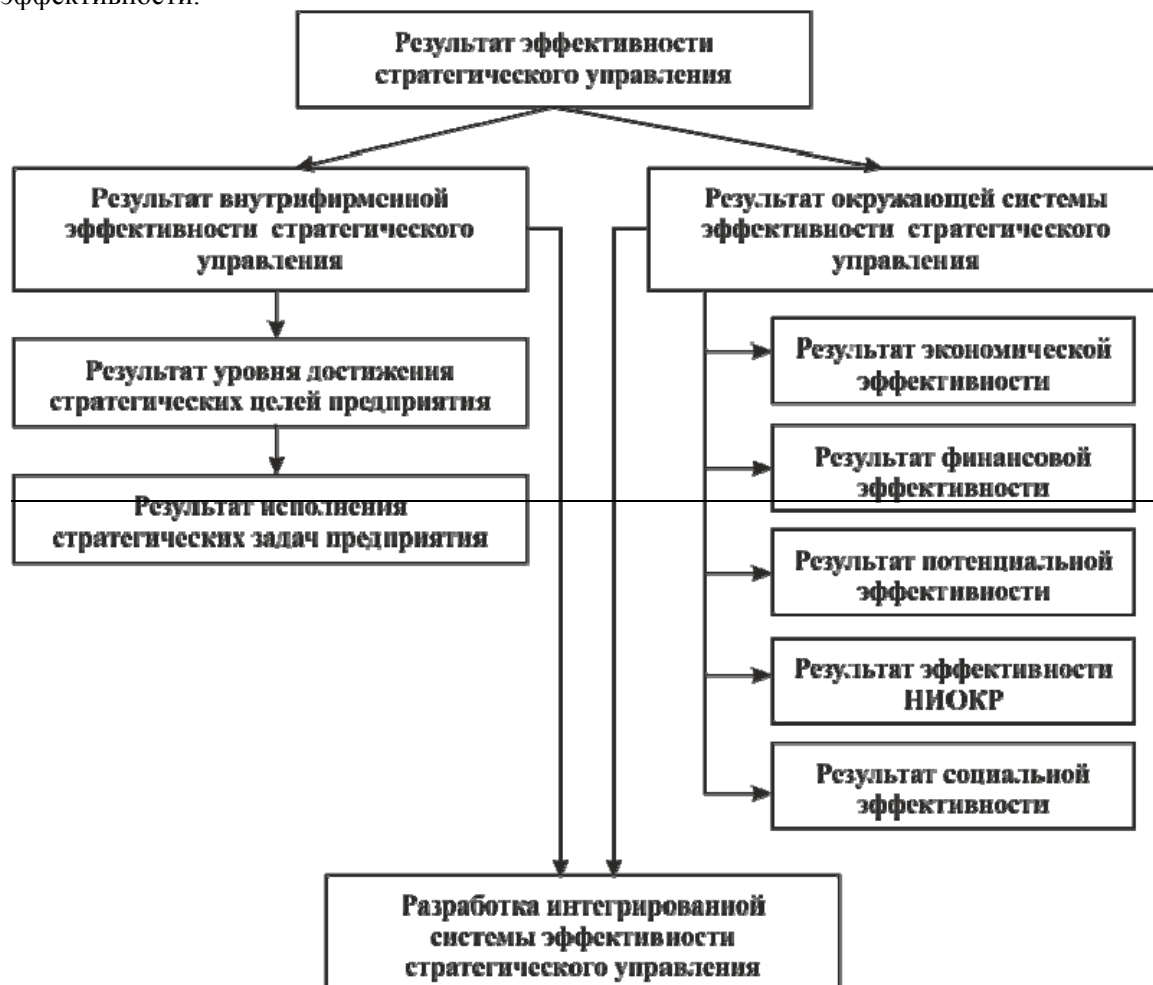 эффективности.
Результат эффективности
стратегического управления
Результат внутрифирменной
эффективности стратегического
управления
Результат окружающей системы
эффективности стратегического
управления
Результат уровня достижения
стратегических целей предприятия
Результат исполнения
стратегических задач предприятия
Результат экономической
эффективности
Результат финансовой
эффективности
Результат потенциальной
эффективности
Результат эффективности
НИОКР
Результат социальной
эффективности
Разработка интегрированной
системы эффективности
стратегического управления